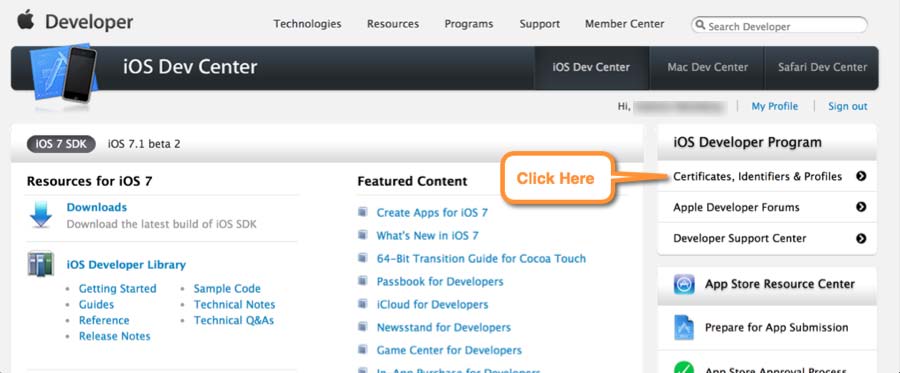 Developer
Technologies Resources Programs Support Member Center
Search Developer
iOS Dev Center
iOS Dev Center Mac Dev Center Safari Dev Center
Hi, My Profile Sign out
iOS 7 SDK iOS 7.1 beta 2
Resources for iOS 7
Downloads
Download the latest build of iOS SDK
iOS Developer Library
Getting Started
Guides
Reference
Release Notes
Sample Code
Technical Notes
Technical Q&As
Featured Content
Create Apps for iOS 7
What's New in iOS 7
64-Bit Transition Guide for Cocoa Touch
Passbook for Developers
iCloud for Developers
Newsstand for Developers
Game Center for Developers
In-App Purchase for Developers
Click Here
iOS Developer Program
Certificates, Identifiers & Profiles
Apple Developer Forums
Developer Support Center
App Store Resource Center
Prepare for App Submission
App Store Approval Process